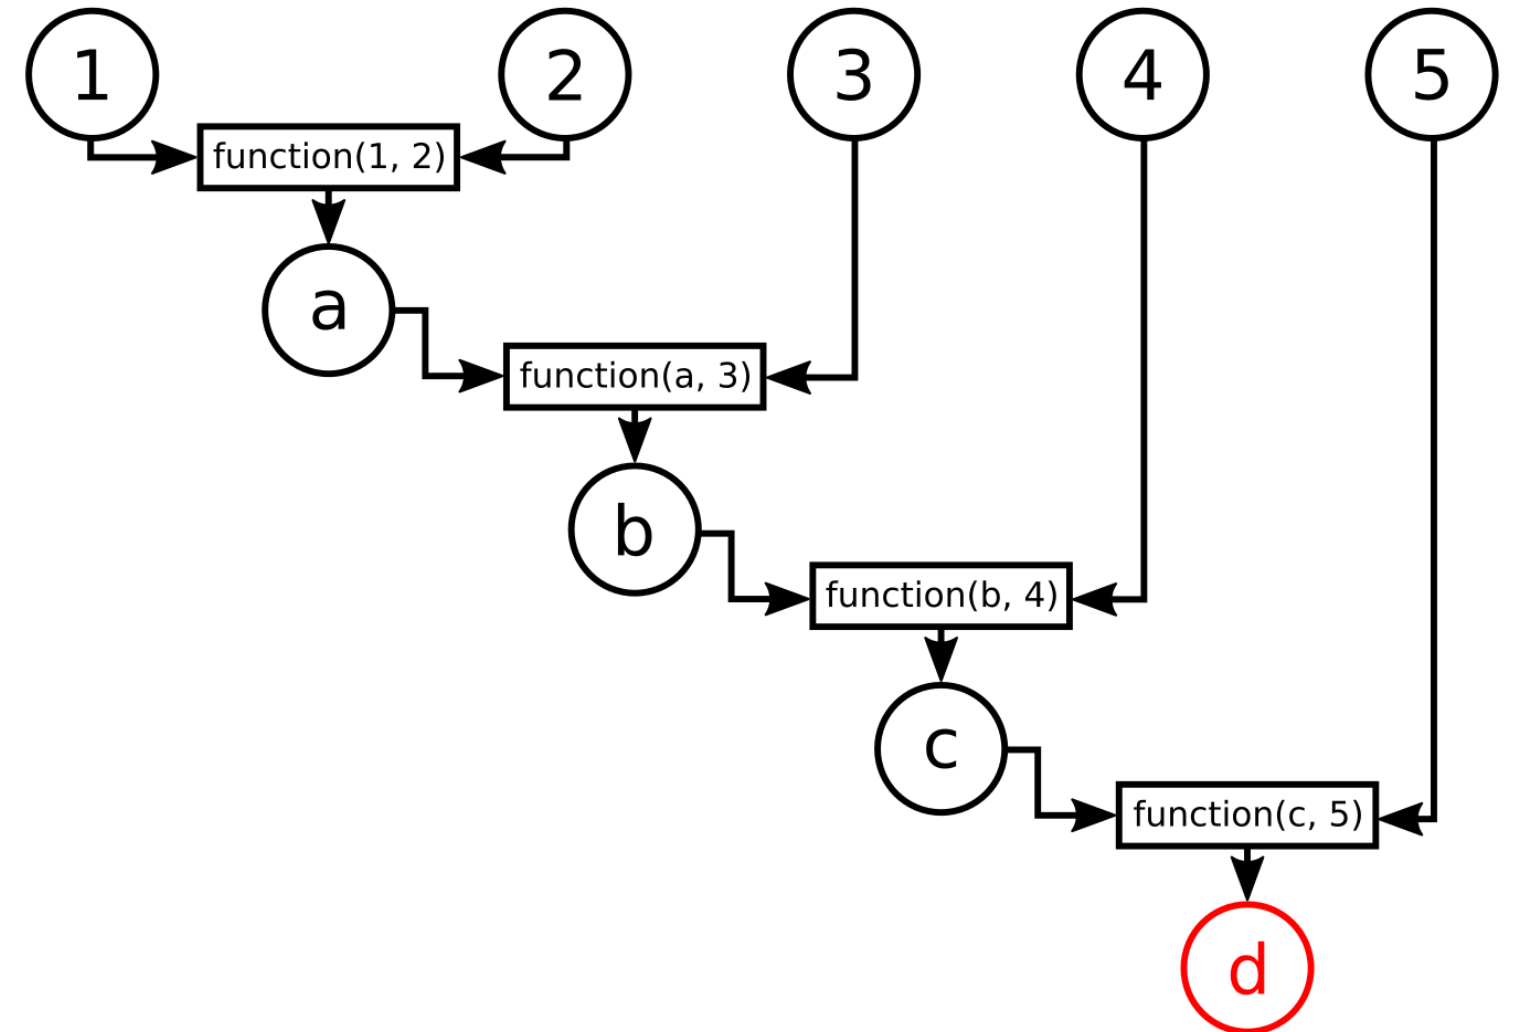 1
2
3
4
5
function(1, 2)
a
function(a, 3)
b
function(b, 4)
c
function(c, 5)
d